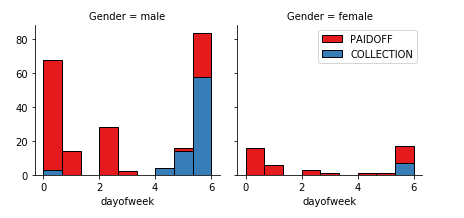 Gender = male
Gender = female
PAIDOFF
COLLECTION
80
60
40
20
0
0 2 4 6
0 2 4 6
dayofweek
dayofweek